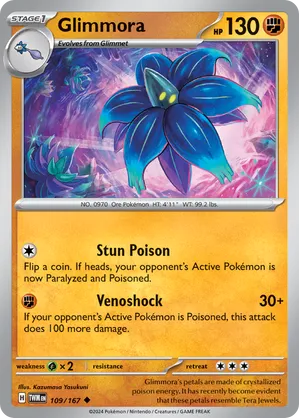 STAGE 1
Glimmora
HP 130
Evolves from Glimmet
NO. 0970 Ore Pokémon HT: 4'11" WT: 99.2 lbs.
Stun Poison
Flip a coin. If heads, your opponent's Active Pokémon is
now Paralyzed and Poisoned.
Venoshock 30+
If your opponent's Active Pokémon is Poisoned, this attack
does 100 more damage.
weakness × 2 resistance retreat
Illus. Kazumasa Yasukuni
H TWM EN 109/167
Glimmora's petals are made of crystallized
poison energy. It has recently become evident
that these petals resemble Tera Jewels.
©2024 Pokémon / Nintendo / Creatures / GAME FREAK